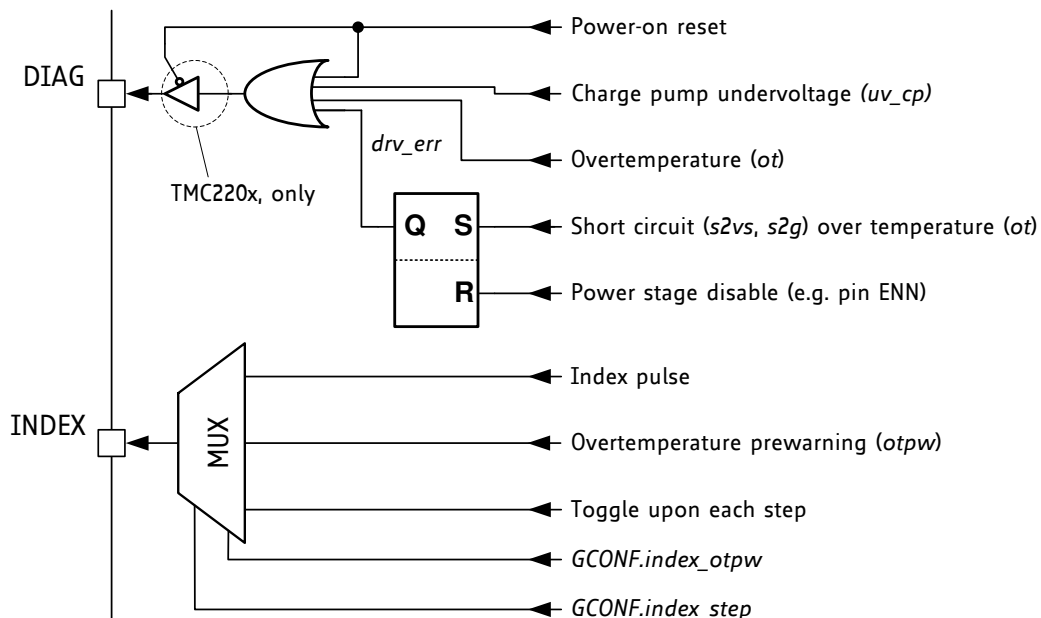 Power-on reset
DIAG
Charge pump undervoltage (uv_cp)
drv_err
Overtemperature (ot)
TMC220x, only
Q S
Short circuit (s2vs, s2g) over temperature (ot)
R
Power stage disable (e.g. pin ENN)
Index pulse
INDEX
MUX
Overtemperature prewarning (otpw)
Toggle upon each step
GCONF.index_otpw
GCONF.index_step